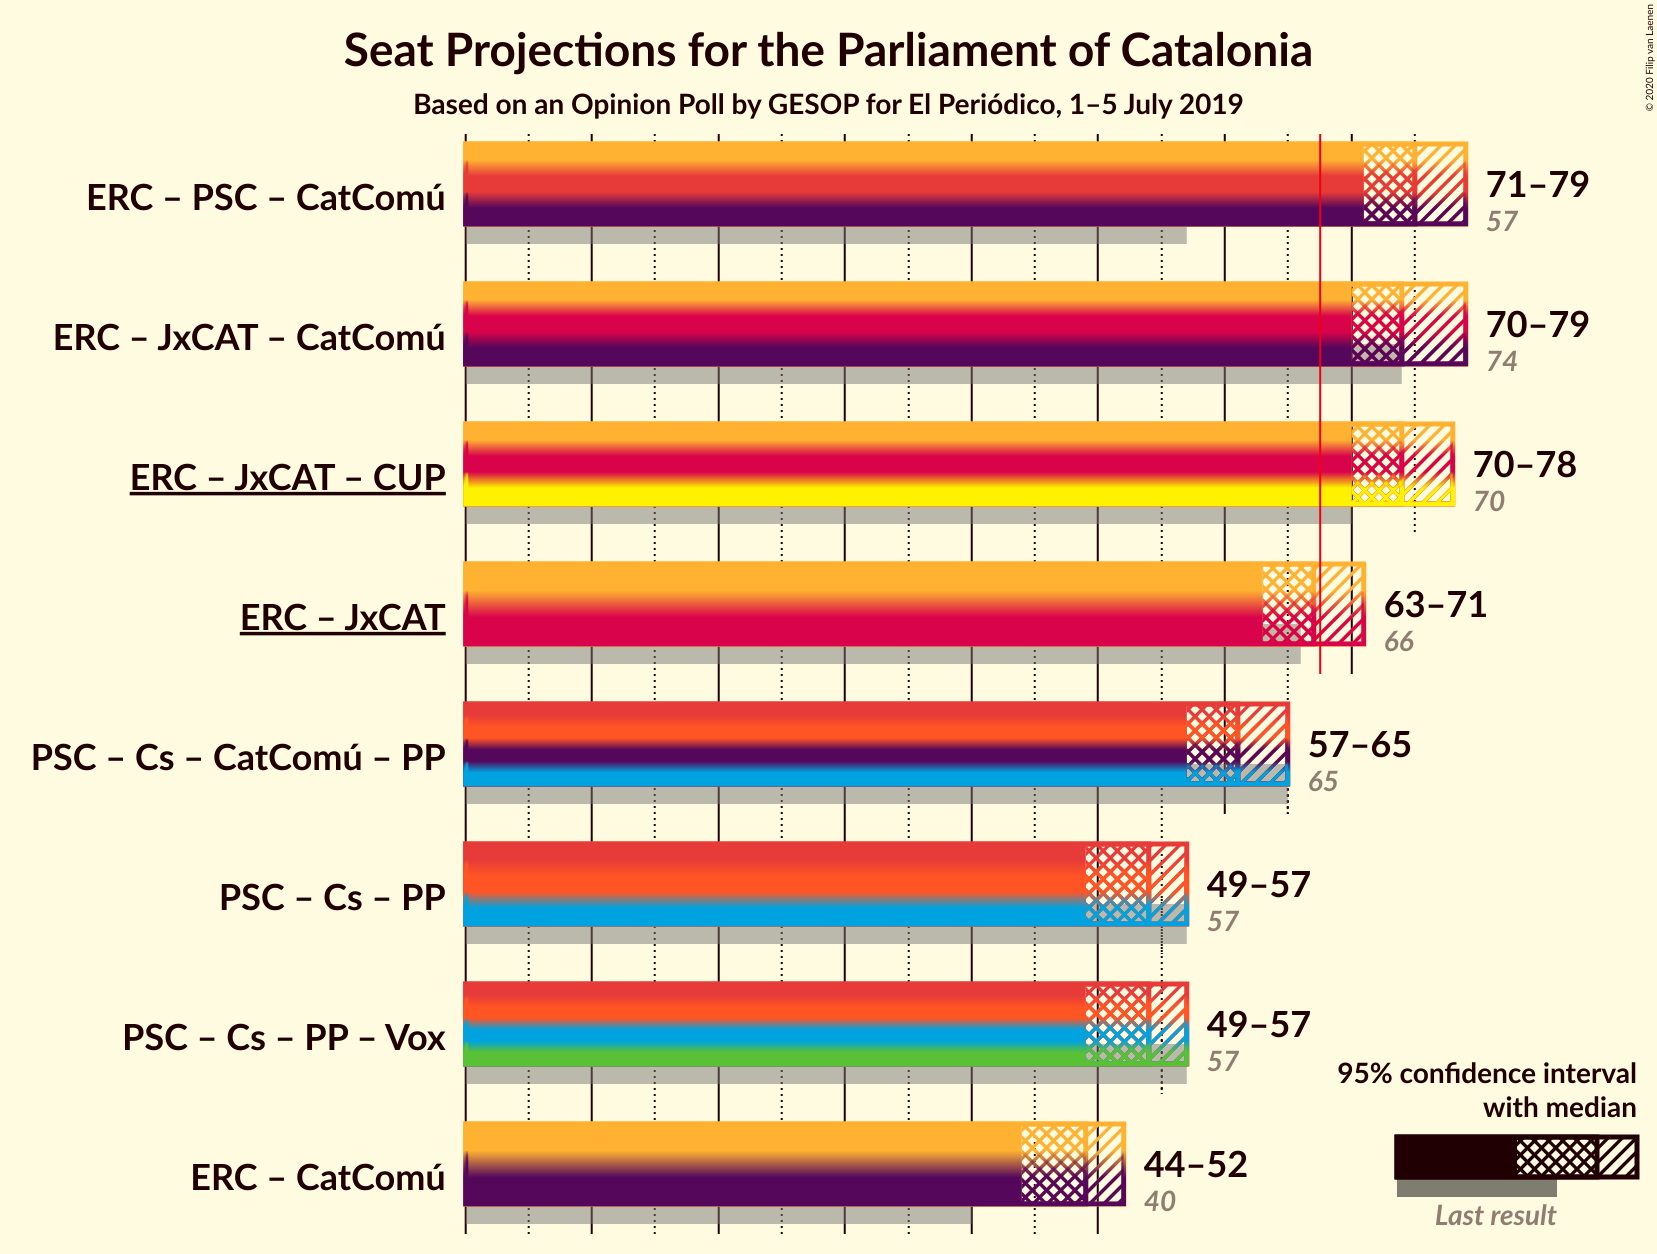 Seat Projections for the Parliament of Catalonia
Based on an Opinion Poll by GESOP for El Periódico, 1–5 July 2019
© 2020 Filip van Laenen
ERC – PSC – CatComú
71–79
57
ERC – JxCAT – CatComú
70–79
74
ERC – JxCAT – CUP
70–78
70
ERC – JxCAT
63–71
66
PSC – Cs – CatComú – PP
57–65
65
PSC – Cs – PP
49–57
57
PSC – Cs – PP – Vox
49–57
57
ERC – CatComú
44–52
40
95% confidence interval
with median
Last result